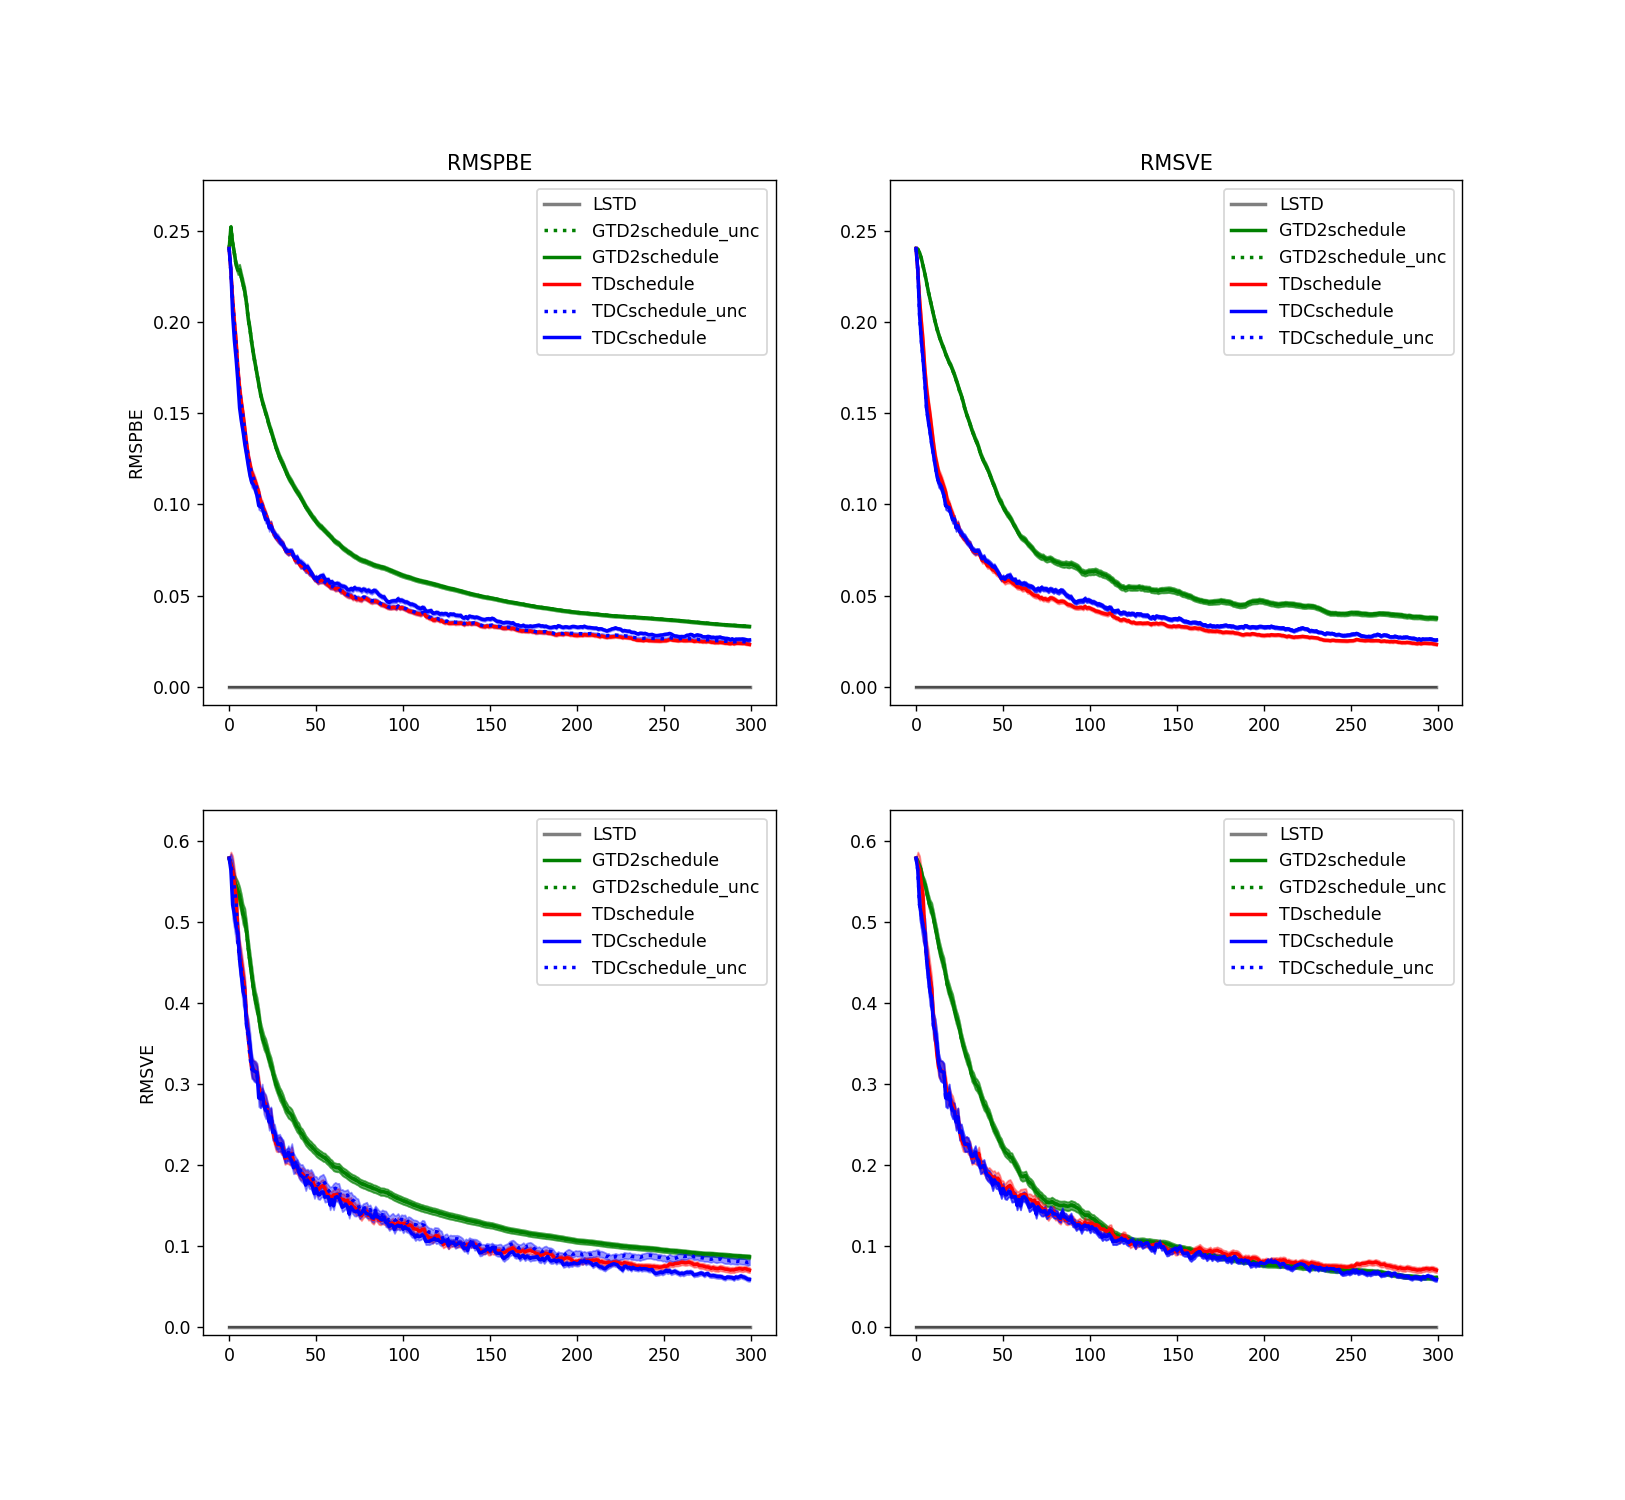 RMSPBE
RMSVE
RMSPBE
0.25
0.20
0.15
0.10
0.05
0.00
0 50 100 150 200 250 300
LSTD
GTD2schedule_unc
GTD2schedule
TDschedule
TDCschedule_unc
TDCschedule
0.25
0.20
0.15
0.10
0.05
0.00
0 50 100 150 200 250 300
LSTD
GTD2schedule
GTD2schedule_unc
TDschedule
TDCschedule
TDCschedule_unc
RMSVE
0.6
0.5
0.4
0.3
0.2
0.1
0.0
0 50 100 150 200 250 300
LSTD
GTD2schedule
GTD2schedule_unc
TDschedule
TDCschedule
TDCschedule_unc
0.6
0.5
0.4
0.3
0.2
0.1
0.0
0 50 100 150 200 250 300
LSTD
GTD2schedule
GTD2schedule_unc
TDschedule
TDCschedule
TDCschedule_unc